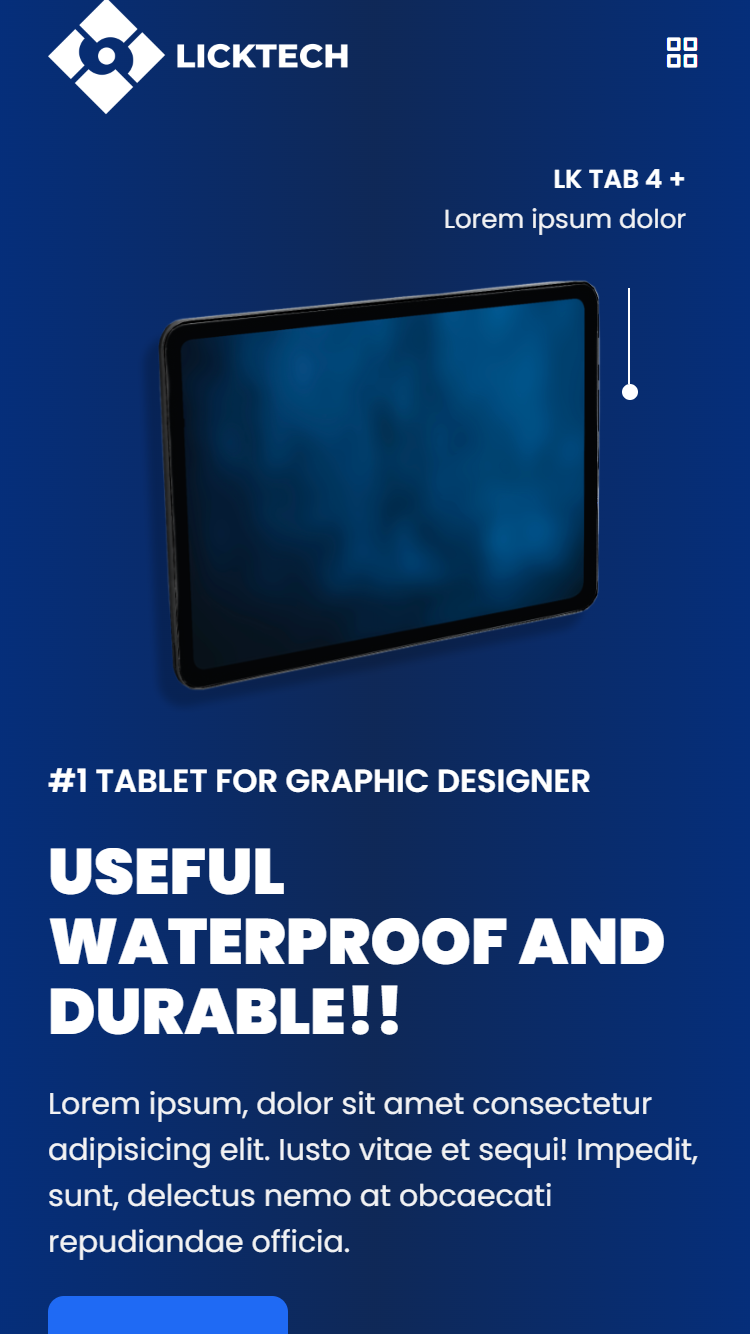 LICKTECH
LK TAB 4 +
Lorem ipsum dolor
#1 TABLET FOR GRAPHIC DESIGNER
USEFUL
WATERPROOF AND
DURABLE!!
Lorem ipsum, dolor sit amet consectetur
adipisicing elit. Iusto vitae et sequi! Impedit,
sunt, delectus nemo at obcaecati
repudiandae officia.